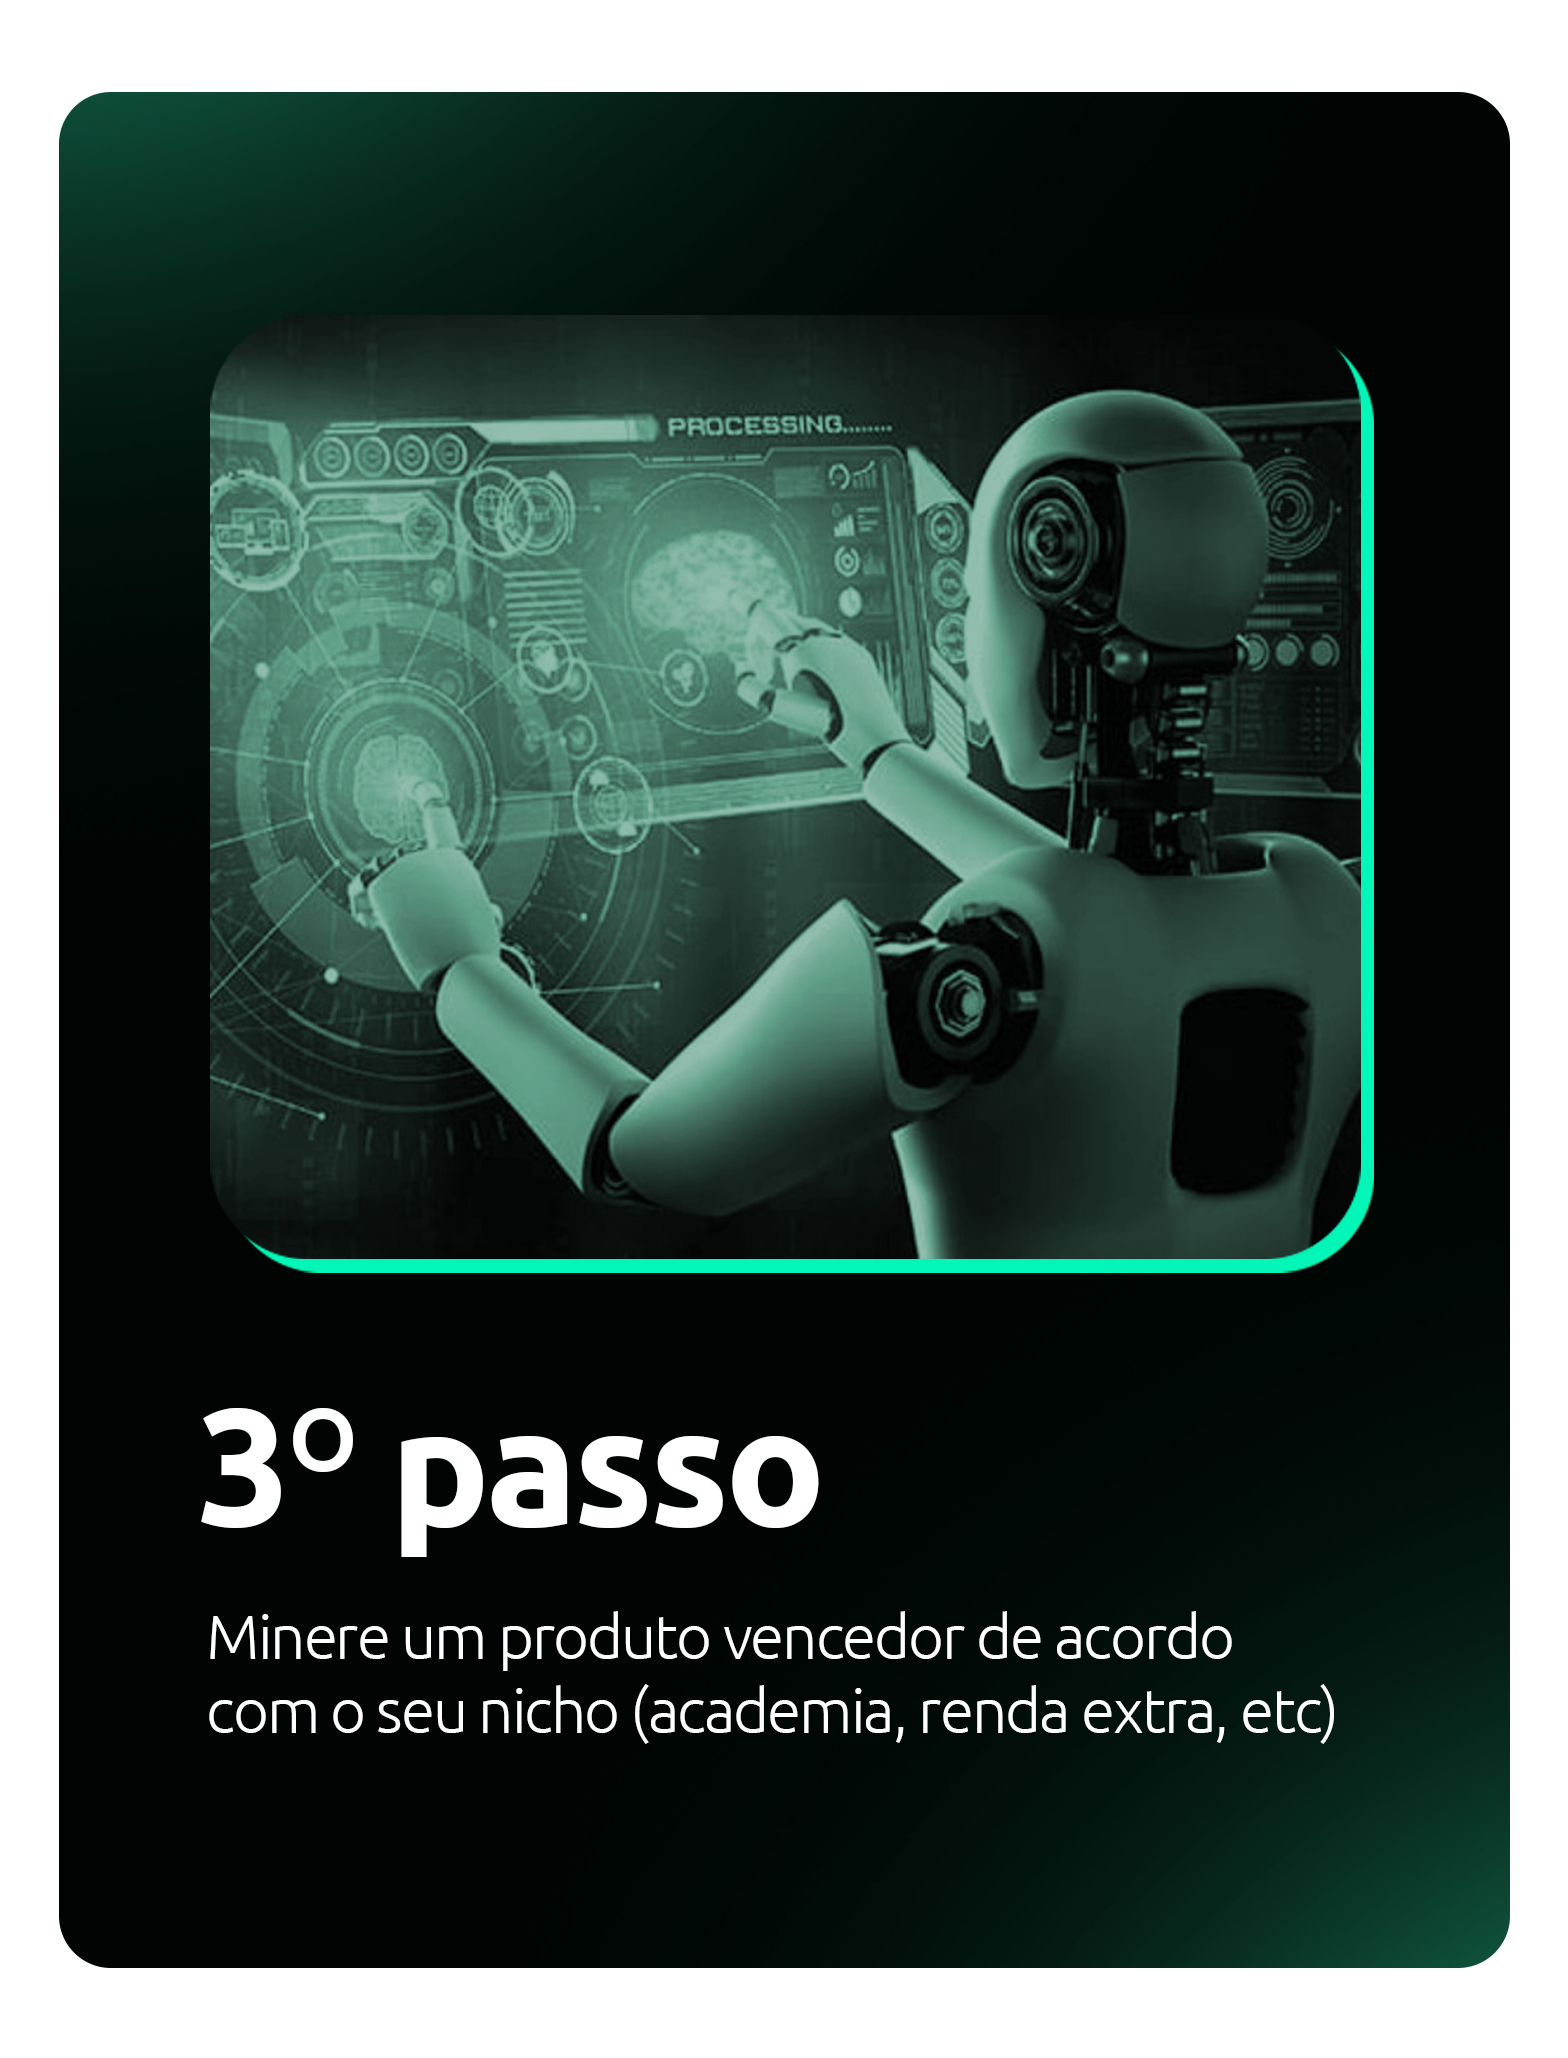 PROCESSING........
3º passo
Minere um produto vencedor de acordo
com o seu nicho (academia, renda extra, etc)